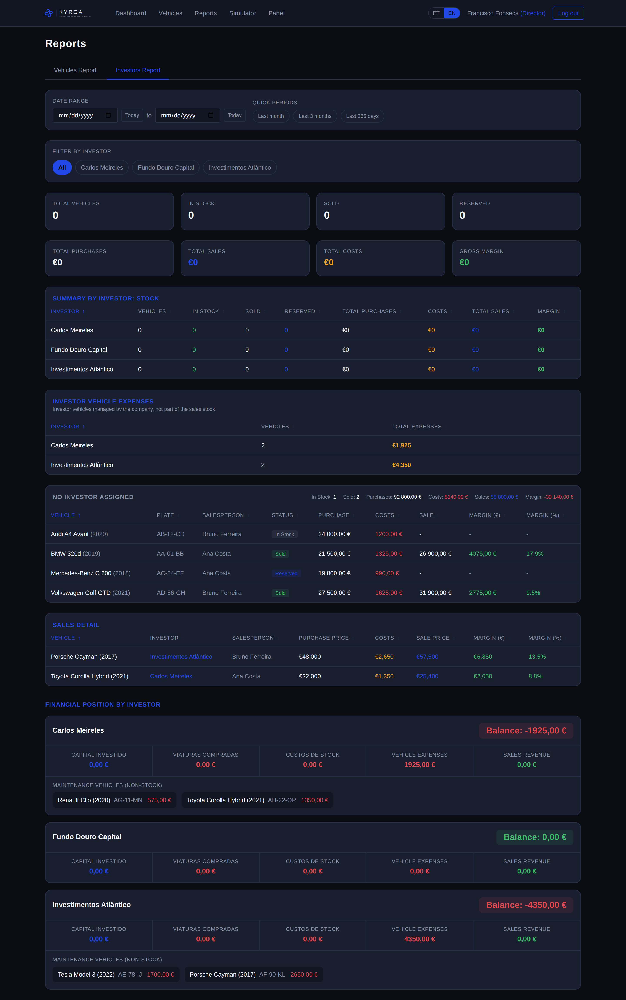 KYRGA
Dashboard Vehicles Reports Simulator Panel
PT EN Francisco Fonseca (Director) Log out
Reports
Vehicles Report Investors Report
DATE RANGE
mm/dd/yyyy Today to mm/dd/yyyy Today
QUICK PERIODS
Last month Last 3 months Last 365 days
FILTER BY INVESTOR
All Carlos Meireles Fundo Douro Capital Investimentos Atlântico
TOTAL VEHICLES IN STOCK SOLD RESERVED
0 0 0 0
TOTAL PURCHASES TOTAL SALES TOTAL COSTS GROSS MARGIN
€0 €0 €0 €0
SUMMARY BY INVESTOR: STOCK
INVESTOR ↑ VEHICLES IN STOCK SOLD RESERVED TOTAL PURCHASES COSTS TOTAL SALES MARGIN
Carlos Meireles 0 0 0 0 €0 €0 €0 €0
Fundo Douro Capital 0 0 0 0 €0 €0 €0 €0
Investimentos Atlântico 0 0 0 0 €0 €0 €0 €0
INVESTOR VEHICLE EXPENSES
Investor vehicles managed by the company, not part of the sales stock
INVESTOR ↑ VEHICLES TOTAL EXPENSES
Carlos Meireles 2 €1,925
Investimentos Atlântico 2 €4,350
NO INVESTOR ASSIGNED In Stock: 1 Sold: 2 Purchases: 92 800,00 € Costs: 5140,00 € Sales: 58 800,00 € Margin: -39 140,00 €
VEHICLE ↑ PLATE SALESPERSON STATUS PURCHASE COSTS SALE MARGIN (€) MARGIN (%)
Audi A4 Avant (2020) AB-12-CD Bruno Ferreira In Stock 24 000,00 € 1200,00 € - - -
BMW 320d (2019) AA-01-BB Ana Costa Sold 21 500,00 € 1325,00 € 26 900,00 € 4075,00 € 17.9%
Mercedes-Benz C 200 (2018) AC-34-EF Ana Costa Reserved 19 800,00 € 990,00 € - - -
Volkswagen Golf GTD (2021) AD-56-GH Bruno Ferreira Sold 27 500,00 € 1625,00 € 31 900,00 € 2775,00 € 9.5%
SALES DETAIL
VEHICLE ↑ INVESTOR SALESPERSON PURCHASE PRICE COSTS SALE PRICE MARGIN (€) MARGIN (%)
Porsche Cayman (2017) Investimentos Atlântico Bruno Ferreira €48,000 €2,650 €57,500 €6,850 13.5%
Toyota Corolla Hybrid (2021) Carlos Meireles Ana Costa €22,000 €1,350 €25,400 €2,050 8.8%
FINANCIAL POSITION BY INVESTOR
Carlos Meireles Balance: -1925,00 €
CAPITAL INVESTIDO VIATURAS COMPRADAS CUSTOS DE STOCK VEHICLE EXPENSES SALES REVENUE
0,00 € 0,00 € 0,00 € 1925,00 € 0,00 €
MAINTENANCE VEHICLES (NON-STOCK)
Renault Clio (2020) AG-11-MN 575,00 € Toyota Corolla Hybrid (2021) AH-22-OP 1350,00 €
Fundo Douro Capital Balance: 0,00 €
CAPITAL INVESTIDO VIATURAS COMPRADAS CUSTOS DE STOCK VEHICLE EXPENSES SALES REVENUE
0,00 € 0,00 € 0,00 € 0,00 € 0,00 €
Investimentos Atlântico Balance: -4350,00 €
CAPITAL INVESTIDO VIATURAS COMPRADAS CUSTOS DE STOCK VEHICLE EXPENSES SALES REVENUE
0,00 € 0,00 € 0,00 € 4350,00 € 0,00 €
MAINTENANCE VEHICLES (NON-STOCK)
Tesla Model 3 (2022) AE-78-IJ 1700,00 € Porsche Cayman (2017) AF-90-KL 2650,00 €